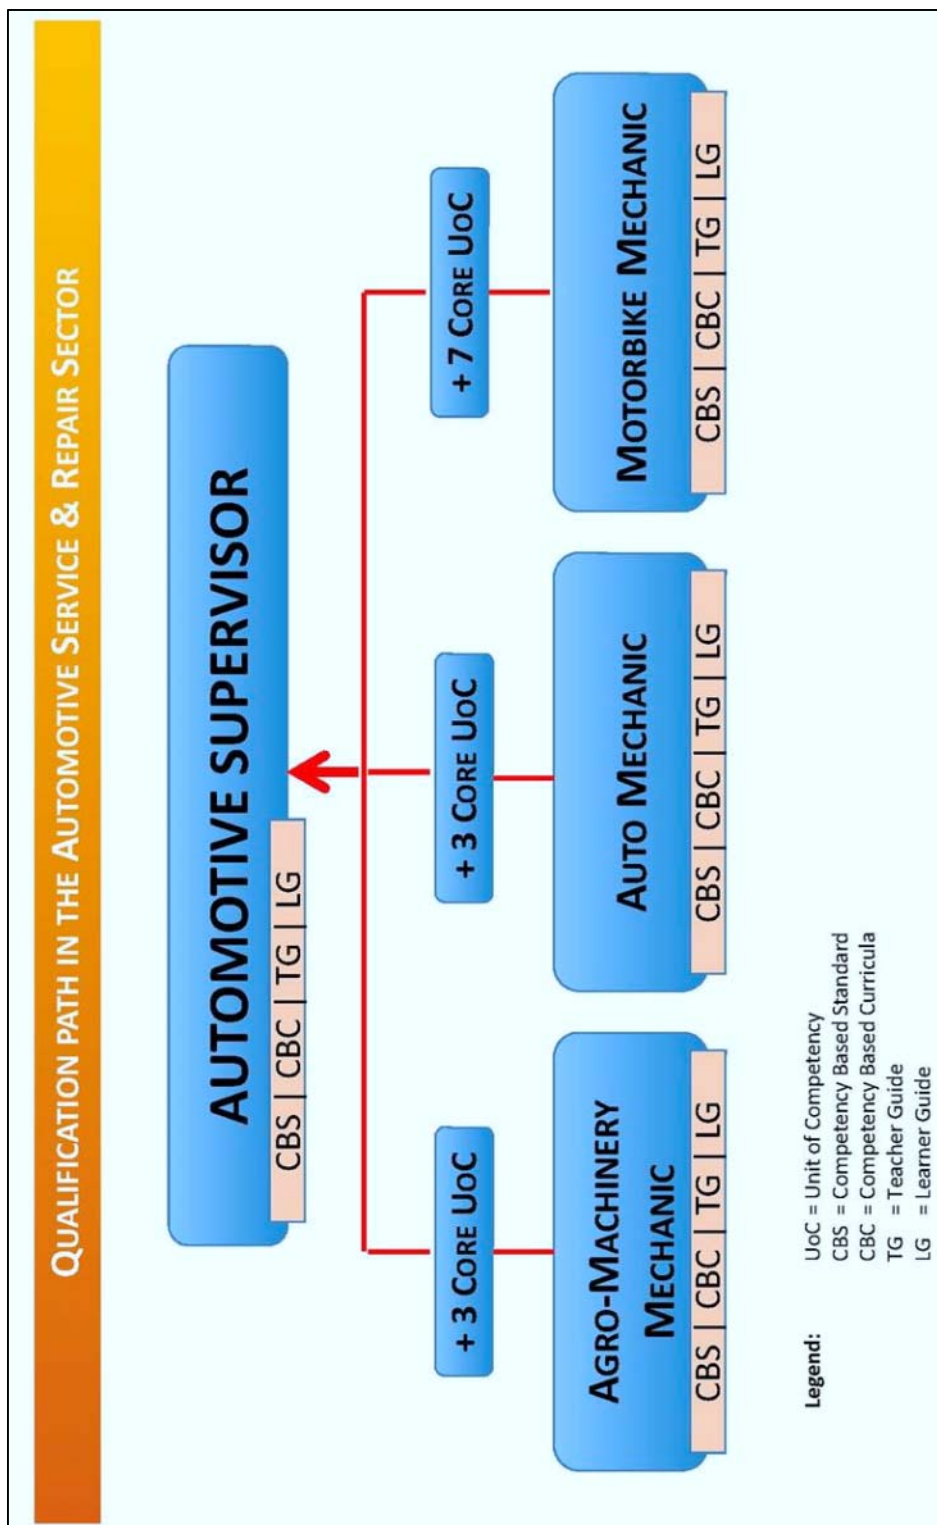 QUALIFICATION PATH IN THE AUTOMOTIVE SERVICE & REPAIR SECTOR
AUTOMOTIVE SUPERVISOR
CBS | CBC | TG | LG
+ 3 CORE UOC
+ 3 CORE UOC
+ 7 CORE UOC
AGRO-MACHINERY
MECHANIC
CBS | CBC | TG | LG
AUTO MECHANIC
CBS | CBC | TG | LG
MOTORBIKE MECHANIC
CBS | CBC | TG | LG
Legend:
UoC = Unit of Competency
CBS = Competency Based Standard
CBC = Competency Based Curricula
TG = Teacher Guide
LG = Learner Guide